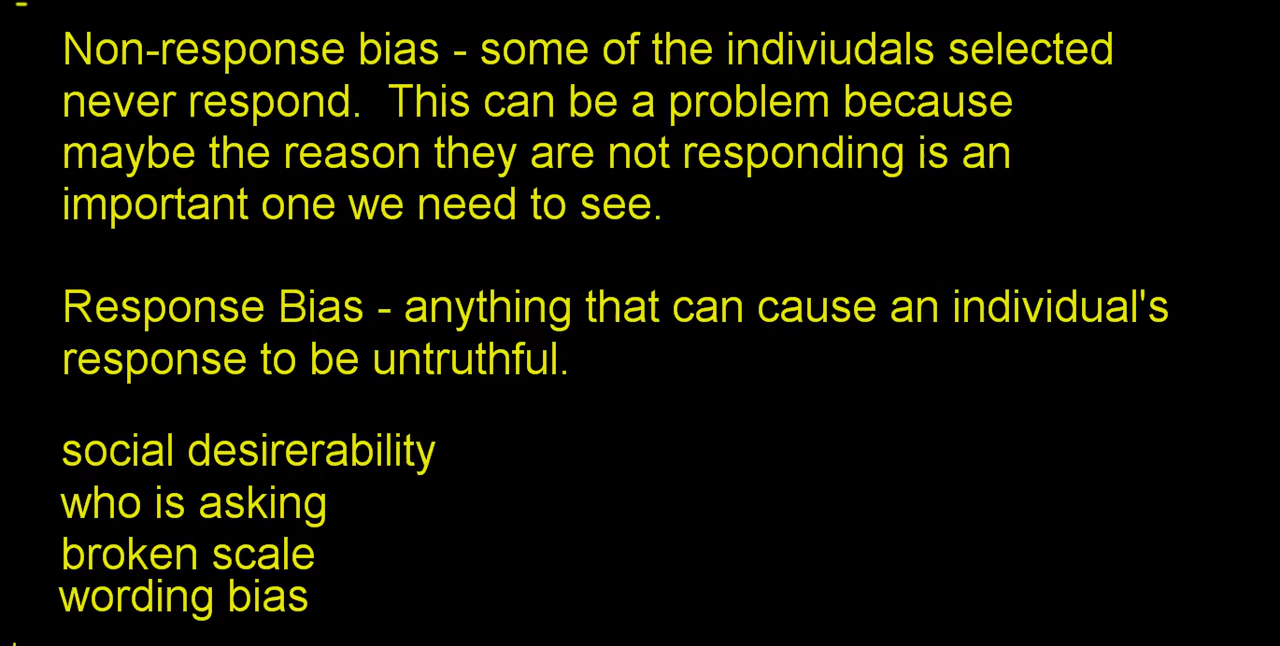 Non-response bias - some of the indiviudals selected
never respond.  This can be a problem because
maybe the reason they are not responding is an
important one we need to see.
Response Bias - anything that can cause an individual's
response to be untruthful.
social desirerability
who is asking
broken scale
wording bias